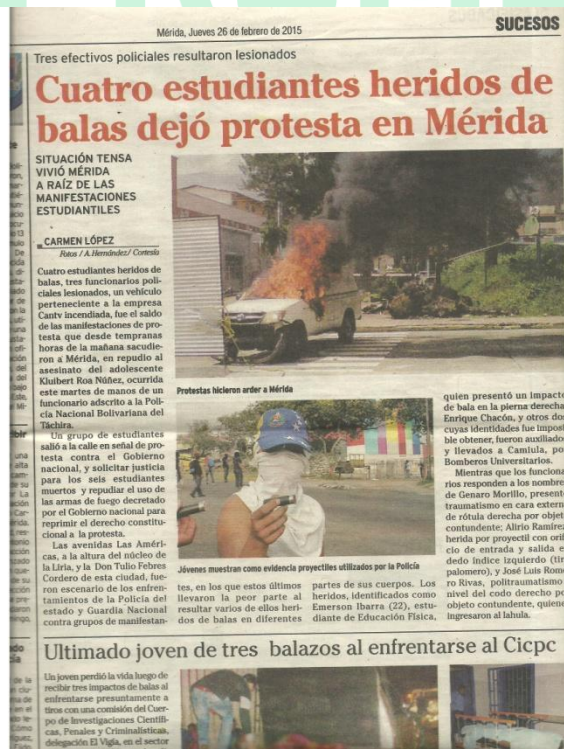 Mérida, Jueves 26 de febrero de 2015
SUCESOS
Tres efectivos policiales resultaron lesionados
Cuatro estudiantes heridos de
balas dejó protesta en Mérida
SITUACIÓN TENSA
VIVIÓ MÉRIDA
A RAÍZ DE LAS
MANIFESTACIONES
ESTUDIANTILES
CARMEN LÓPEZ
Fotos / A.Hernández/ Cortesía
Cuatro estudiantes heridos de
balas, tres funcionarios poli-
ciales lesionados, un vehículo
perteneciente a la empresa
Cantv incendiada, fue el saldo
de las manifestaciones de pro-
testa que desde tempranas
horas de la mañana sacudie-
ron a Mérida, en repudio al
asesinato del adolescente
Kluibert Roa Núñez, ocurrida
este martes de manos de un
funcionario adscrito a la Poli-
cía Nacional Bolivariana del
Táchira.
Un grupo de estudiantes
salió a la calle en señal de pro-
testa contra el Gobierno
nacional, y solicitar justicia
para los seis estudiantes
muertos y repudiar el uso de
las armas de fuego decretado
por el Gobierno nacional para
reprimir el derecho constitu-
cional a la protesta.
Las avenidas Las Améri-
cas, a la altura del núcleo de
la Liria, y la Don Tulio Febres
Cordero de esta ciudad, fue-
ron escenario de los enfren-
tamientos de la Policía del
estado y Guardia Nacional
contra grupos de manifestan-
Protestas hicieron arder a Mérida
Jóvenes muestran como evidencia proyectiles utilizados por la Policía
tes, en los que estos últimos
llevaron la peor parte al
resultar varios de ellos heri-
dos de balas en diferentes
partes de sus cuerpos. Los
heridos, identificados como
Emerson Ibarra (22), estu-
diante de Educación Física,
quien presentó un impacto
de bala en la pierna derecha
Enrique Chacón, y otros dos
cuyas identidades fue imposi
ble obtener, fueron auxiliado
y llevados a Camiula, po
Bomberos Universitarios.
Mientras que los funciona
rios responden a los nombre
de Genaro Morillo, present
traumatismo en cara extern
de rótula derecha por objet
contundente; Alirio Ramírez
herida por proyectil con orifi
cio de entrada y salida e
dedo índice izquierdo (tir
palomero), y José Luis Rome
ro Rivas, politraumatismo
nivel del codo derecho po
objeto contundente, quiene
ingresaron al Iahula.
Ultimado joven de tres balazos al enfrentarse al Cicpc
Un joven perdió la vida luego de
recibir tres impactos de balas al
enfrentarse presuntamente a
tiros con una comisión del Cuer-
po de Investigaciones Científi-
cas, Penales y Criminalísticas,
delegación El Vigía, en el sector